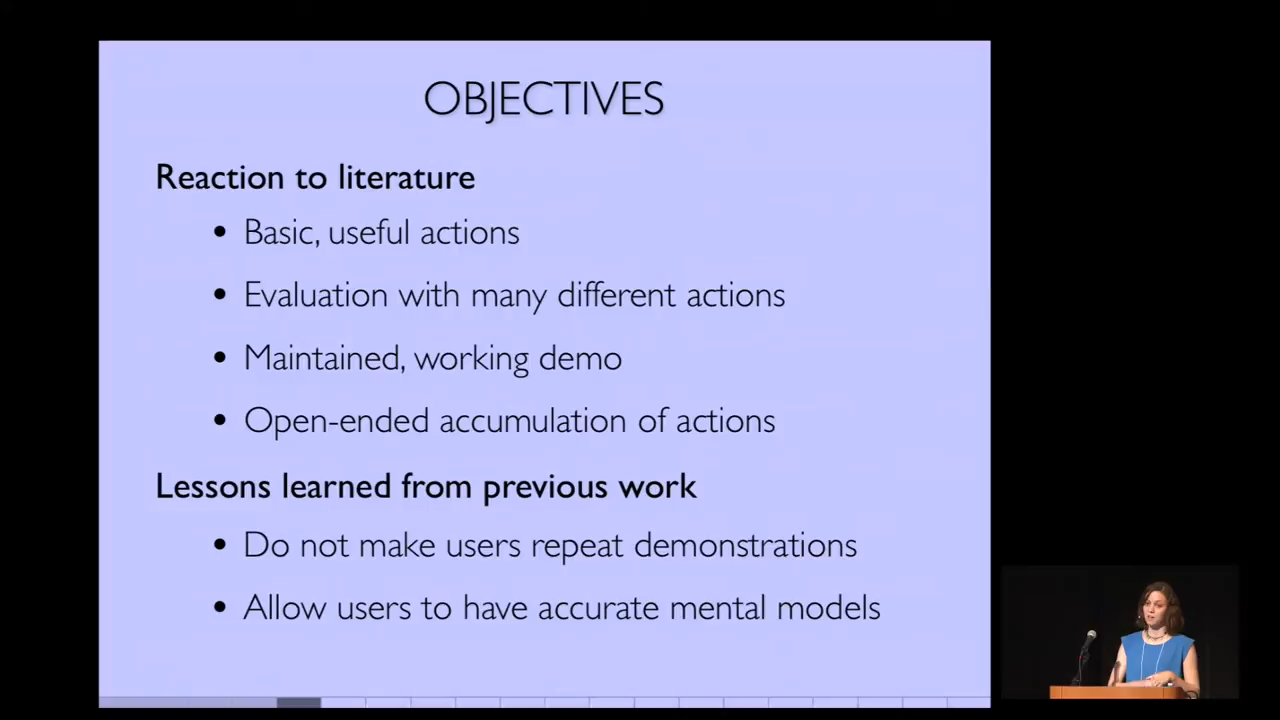 OBJECTIVES
Reaction to literature
• Basic, useful actions
• Evaluation with many different actions
• Maintained, working demo
• Open-ended accumulation of actions
Lessons learned from previous work
• Do not make users repeat demonstrations
• Allow users to have accurate mental models